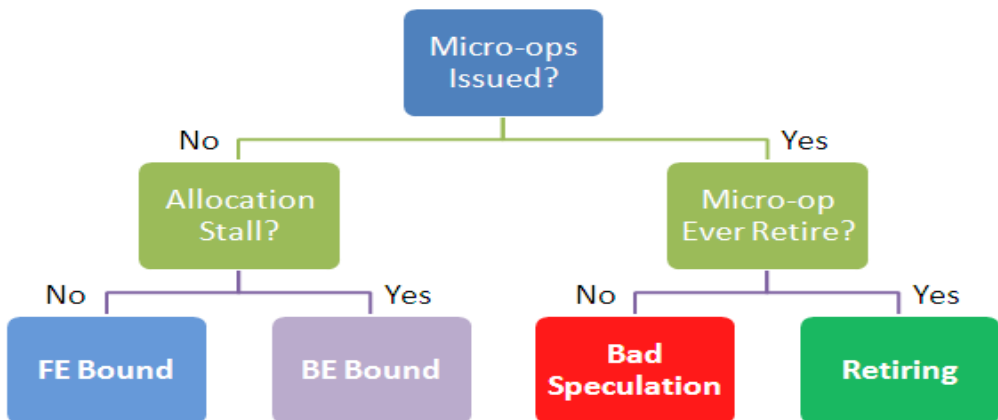 Micro-ops
Issued?
No
Yes
Allocation
Stall?
Micro-op
Ever Retire?
No
Yes
No
Yes
FE Bound
BE Bound
Bad
Speculation
Retiring